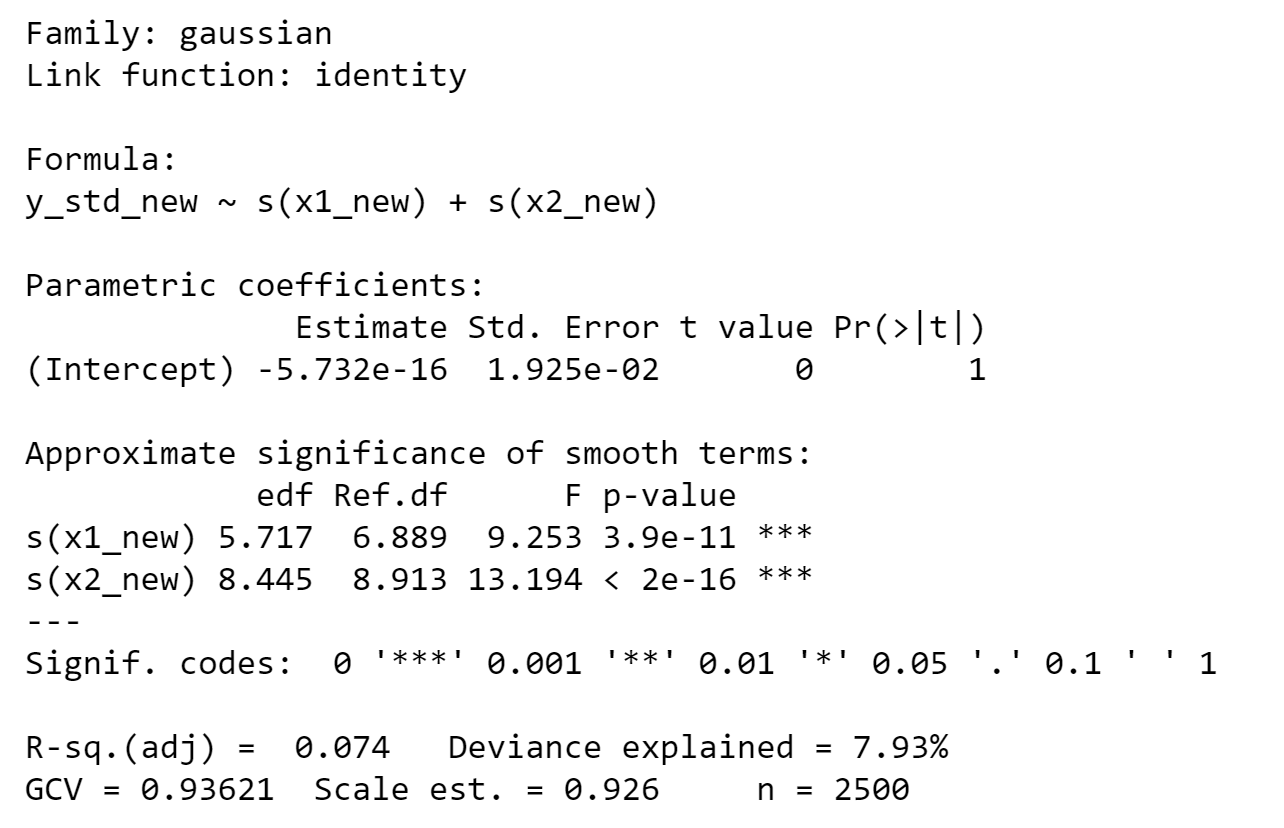 Family: gaussian
Link function: identity
Formula:
y_std_new ~ s(x1_new) + s(x2_new)
Parametric coefficients:
Estimate Std. Error t value Pr(>|t|)
(Intercept) -5.732e-16 1.925e-02 0 1
Approximate significance of smooth terms:
edf Ref.df F p-value
s(x1_new) 5.717 6.889 9.253 3.9e-11 ***
s(x2_new) 8.445 8.913 13.194 < 2e-16 ***
---
Signif. codes: 0 '***' 0.001 '**' 0.01 '*' 0.05 '.' 0.1 ' ' 1
R-sq.(adj) = 0.074 Deviance explained = 7.93%
GCV = 0.93621 Scale est. = 0.926 n = 2500